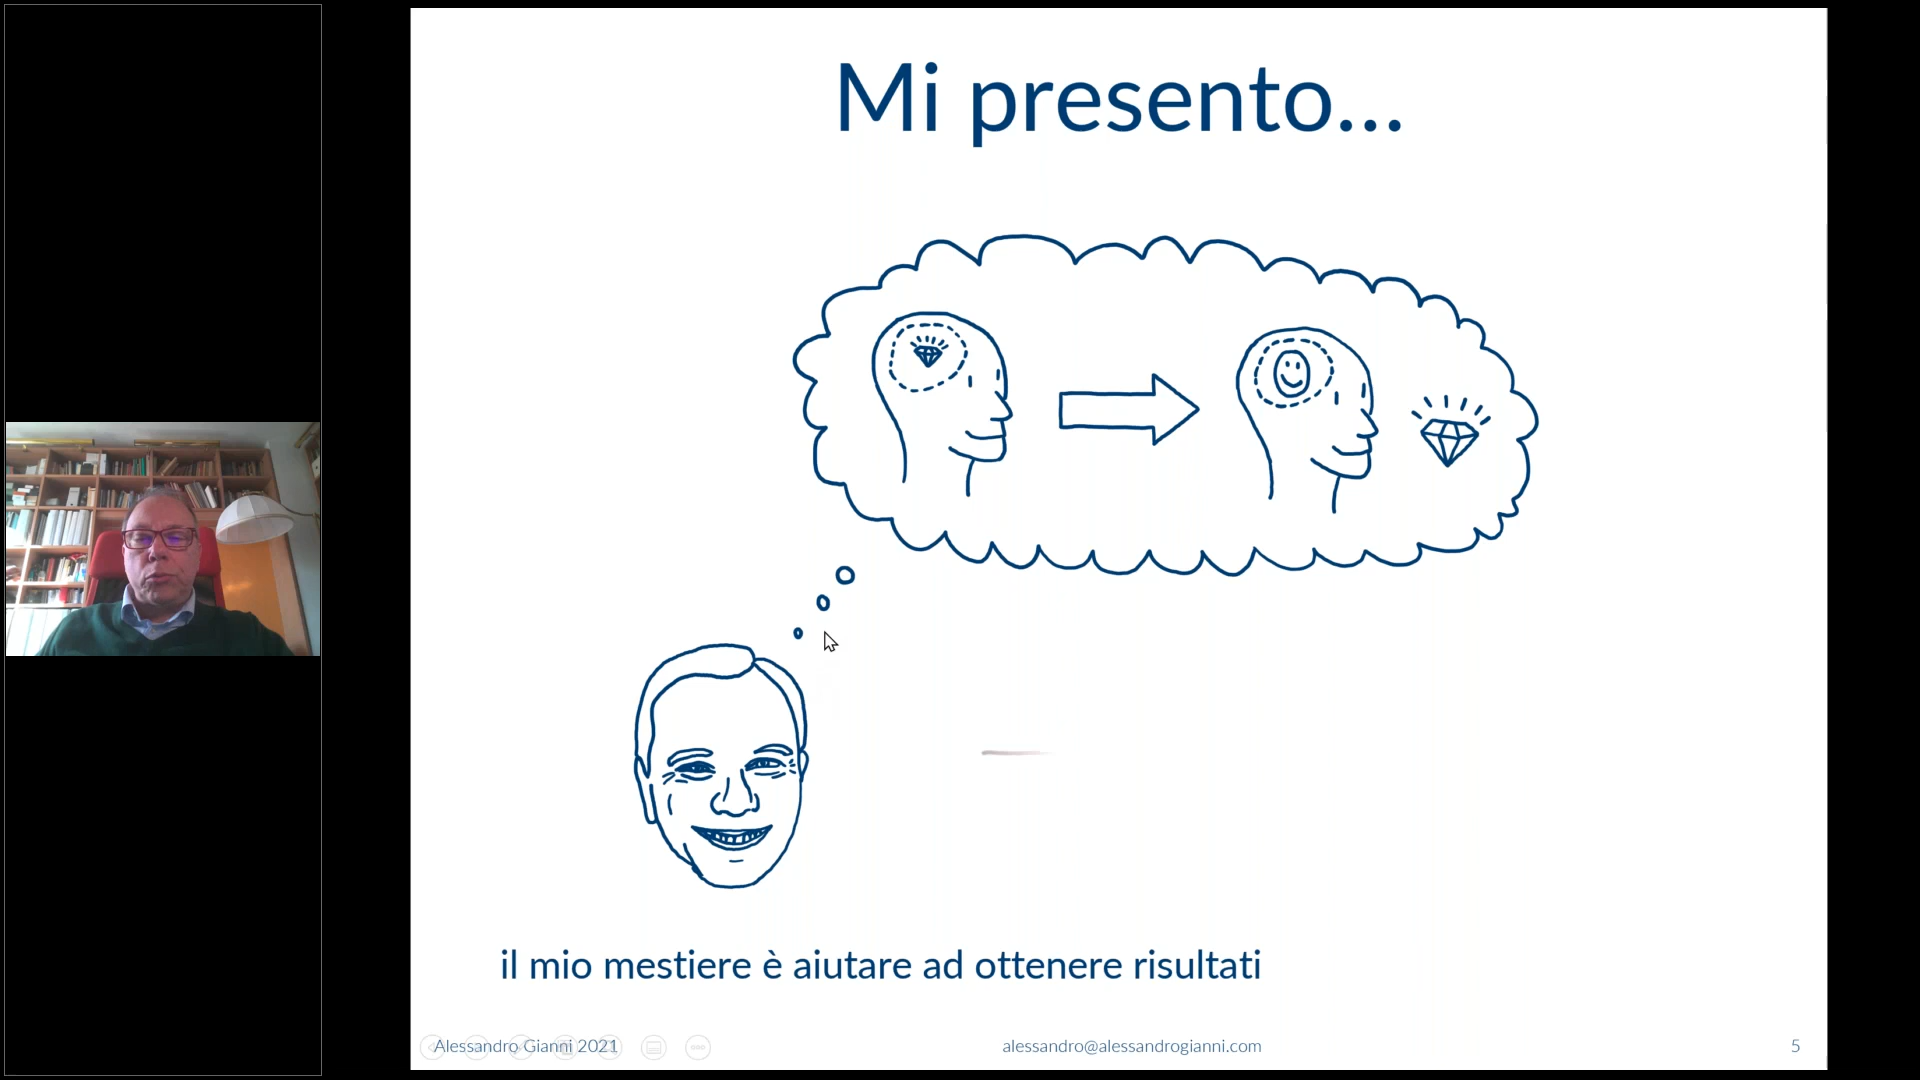 Mi presento...
il mio mestiere è aiutare ad ottenere risultati
Alessandro Gianni 2021
alessandro@alessandrogianni.com
5